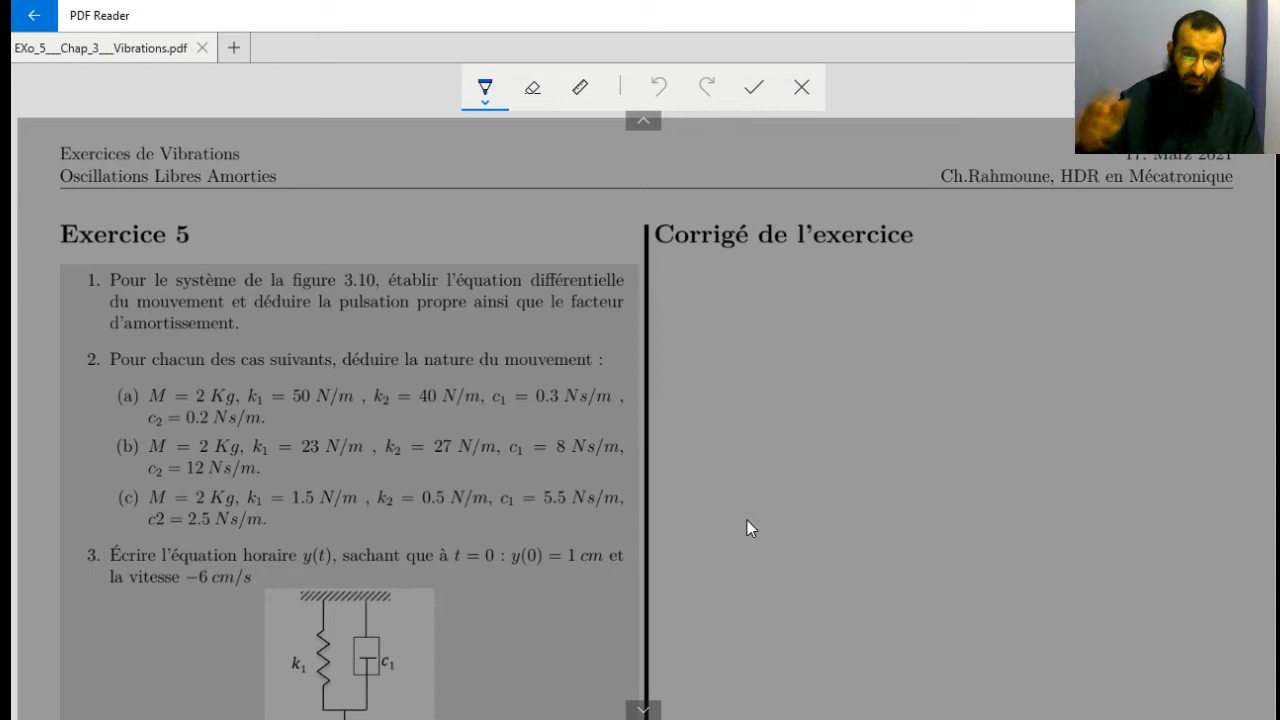 PDF Reader
EXo_5__Chap_3__Vibrations.pdf
Exercices de Vibrations
17. März 2021
Oscillations Libres Amorties
Ch.Rahmoune, HDR en Mécatronique
Exercice 5
1. Pour le système de la figure 3.10, établir l'équation différentielle
du mouvement et déduire la pulsation propre ainsi que le facteur
d'amortissement.
2. Pour chacun des cas suivants, déduire la nature du mouvement :
(a) M = 2 Kg, k₁ = 50 N/m , k₂ = 40 N/m, c₁ = 0.3 Ns/m ,
c₂ = 0.2 Ns/m.
(b) M = 2 Kg, k₁ = 23 N/m , k₂ = 27 N/m, c₁ = 8 Ns/m,
c₂ = 12 Ns/m.
(c) M = 2 Kg, k₁ = 1.5 N/m , k₂ = 0.5 N/m, c₁ = 5.5 Ns/m,
c2 = 2.5 Ns/m.
3. Écrire l'équation horaire y(t), sachant que à t = 0 : y(0) = 1 cm et
la vitesse −6 cm/s
k₁
c₁
Corrigé de l'exercice